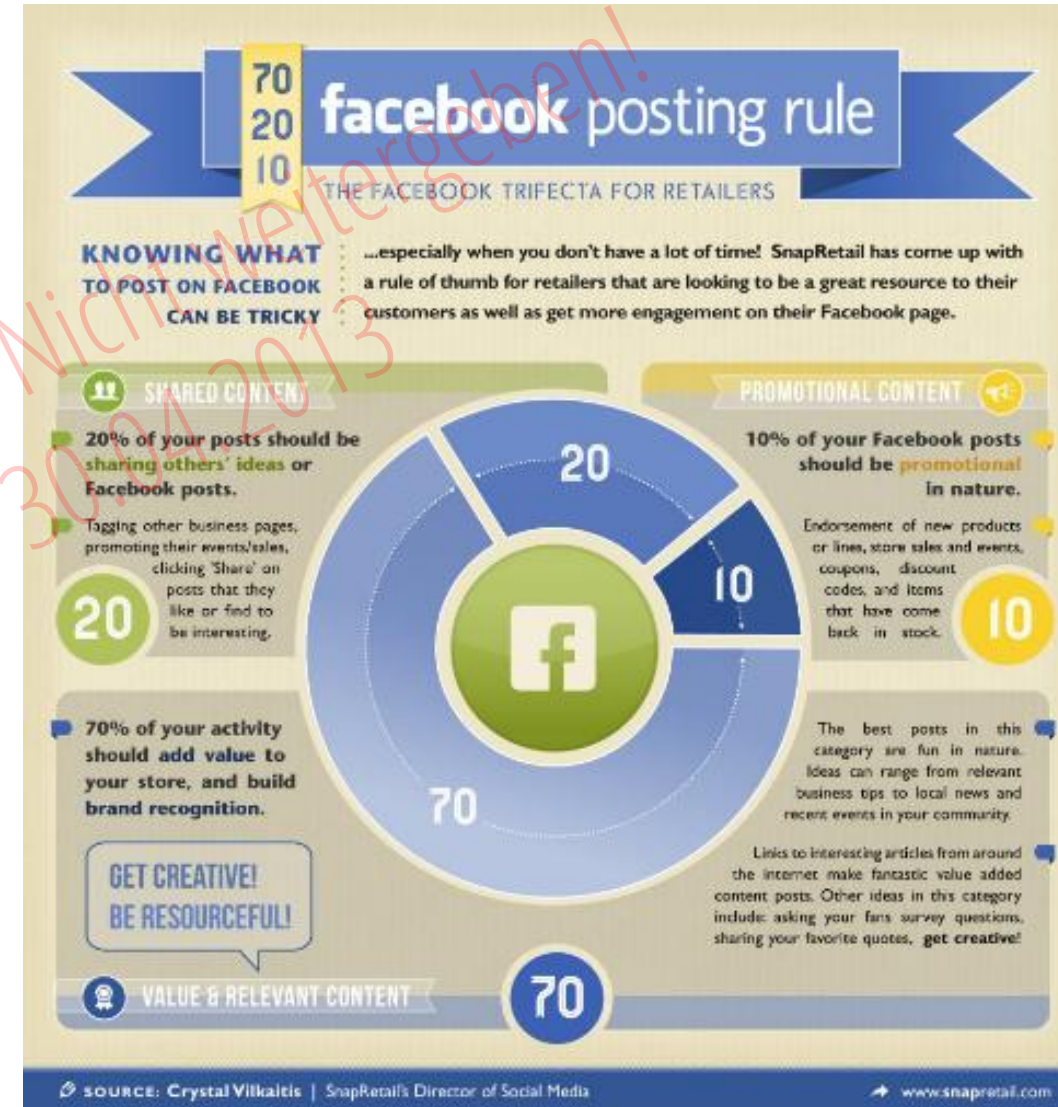 70
20
10
facebook posting rule
THE FACEBOOK TRIFECTA FOR RETAILERS
KNOWING WHAT
TO POST ON FACEBOOK
CAN BE TRICKY
...especially when you don't have a lot of time! SnapRetail has come up with
a rule of thumb for retailers that are looking to be a great resource to their
customers as well as get more engagement on their Facebook page.
Nicht weitergeben!
30.04.2013
SHARED CONTENT
20% of your posts should be
sharing others' ideas or
Facebook posts.
Tagging other business pages,
promoting their events/sales,
clicking 'Share' on
posts that they
like or find to
be interesting.
20
PROMOTIONAL CONTENT
10% of your Facebook posts
should be promotional
in nature.
Endorsement of new products
or lines, store sales and events,
coupons, discount
codes, and items
that have come
back in stock.
10
20
10
f
70
70% of your activity
should add value to
your store, and build
brand recognition.
GET CREATIVE!
BE RESOURCEFUL!
The best posts in this
category are fun in nature.
Ideas can range from relevant
business tips to local news and
recent events in your community.
Links to interesting articles from around
the internet make fantastic value added
content posts. Other ideas in this category
include: asking your fans survey questions,
sharing your favorite quotes, get creative!
VALUE & RELEVANT CONTENT
70
SOURCE: Crystal Vilkaitis | SnapRetail's Director of Social Media
www.snapretail.com